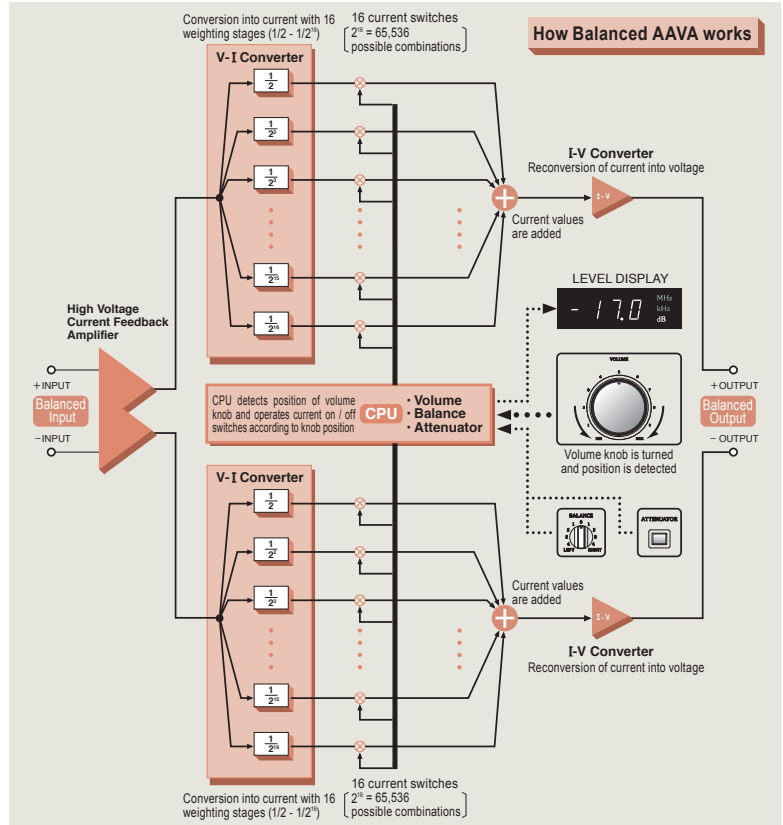 How Balanced AAVA works
Conversion into current with 16
weighting stages (1/2 - 1/2¹⁶)
16 current switches
2¹⁶ = 65,536
possible combinations
V-I Converter
1/2
1/2²
1/2³
1/2¹⁵
1/2¹⁶
I-V Converter
Reconversion of current into voltage
I-V
Current values
are added
High Voltage
Current Feedback
Amplifier
LEVEL DISPLAY
- 17.0
MHz
kHz
dB
+INPUT
Balanced
Input
-INPUT
CPU detects position of volume
knob and operates current on / off
switches according to knob position
CPU
・Volume
・Balance
・Attenuator
VOLUME
Volume knob is turned
and position is detected
+OUTPUT
Balanced
Output
- OUTPUT
V-I Converter
1/2
1/2²
1/2³
1/2¹⁵
1/2¹⁶
BALANCE
LEFT
RIGHT
ATTENUATOR
Current values
are added
I-V
I-V Converter
Reconversion of current into voltage
16 current switches
2¹⁶ = 65,536
possible combinations
Conversion into current with 16
weighting stages (1/2 - 1/2¹⁶)